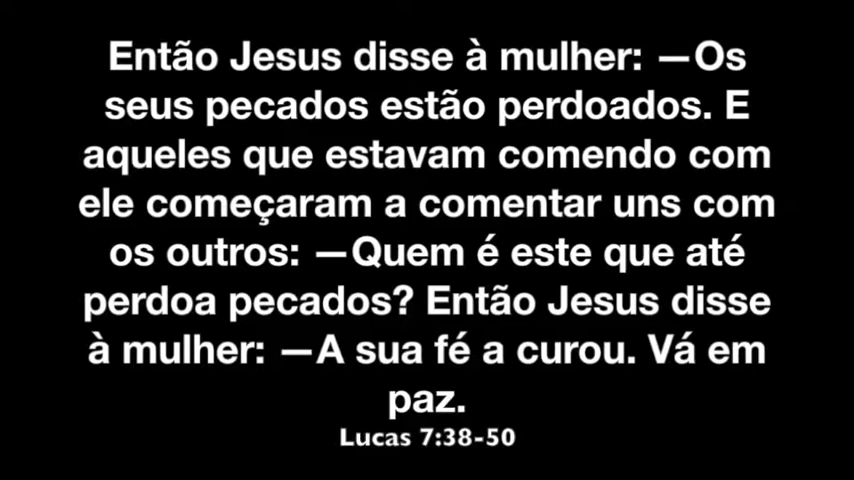 Então Jesus disse à mulher: —Os
seus pecados estão perdoados. E
aqueles que estavam comendo com
ele começaram a comentar uns com
os outros: —Quem é este que até
perdoa pecados? Então Jesus disse
à mulher: —A sua fé a curou. Vá em
paz.
Lucas 7:38-50